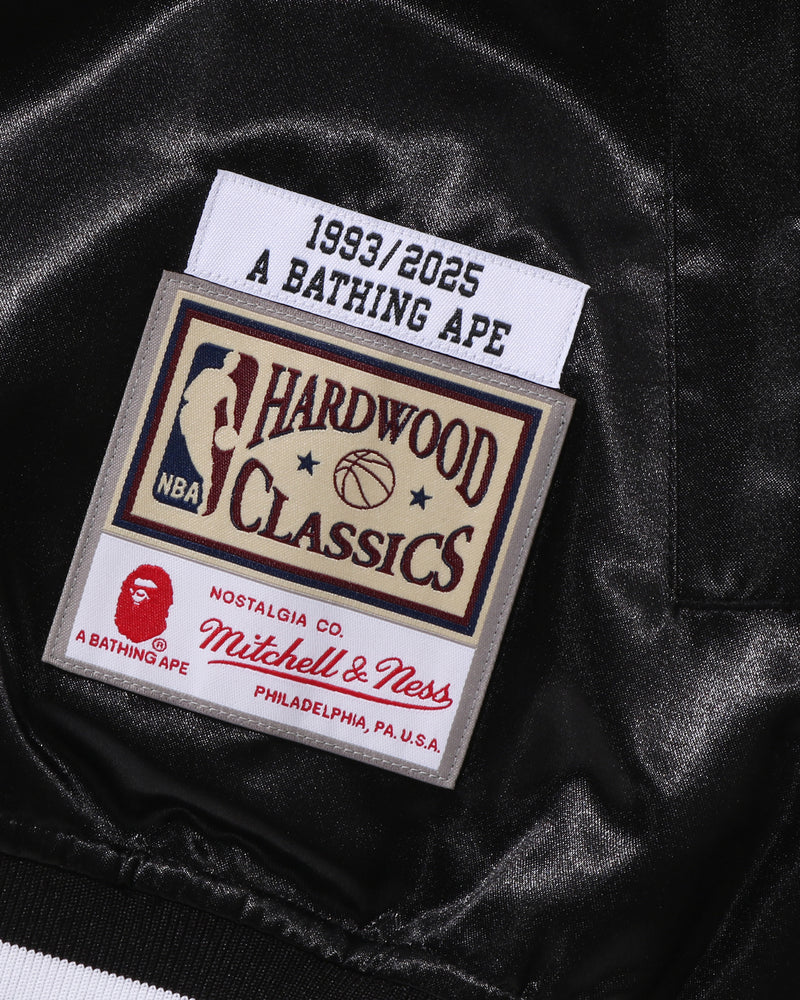 1993/2025
A BATHING APE
HARDWOOD
CLASSICS
NBA
A BATHING APE
®
NOSTALGIA CO.
Mitchell & Ness
PHILADELPHIA, PA. U.S.A.